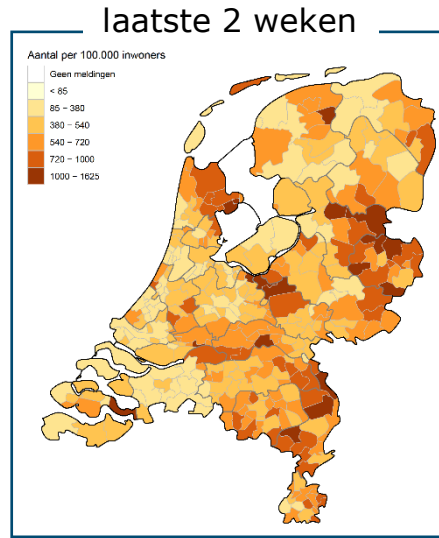 laatste 2 weken
Aantal per 100.000 inwoners
Geen meldingen
< 85
85 – 380
380 – 540
540 – 720
720 – 1000
1000 – 1625